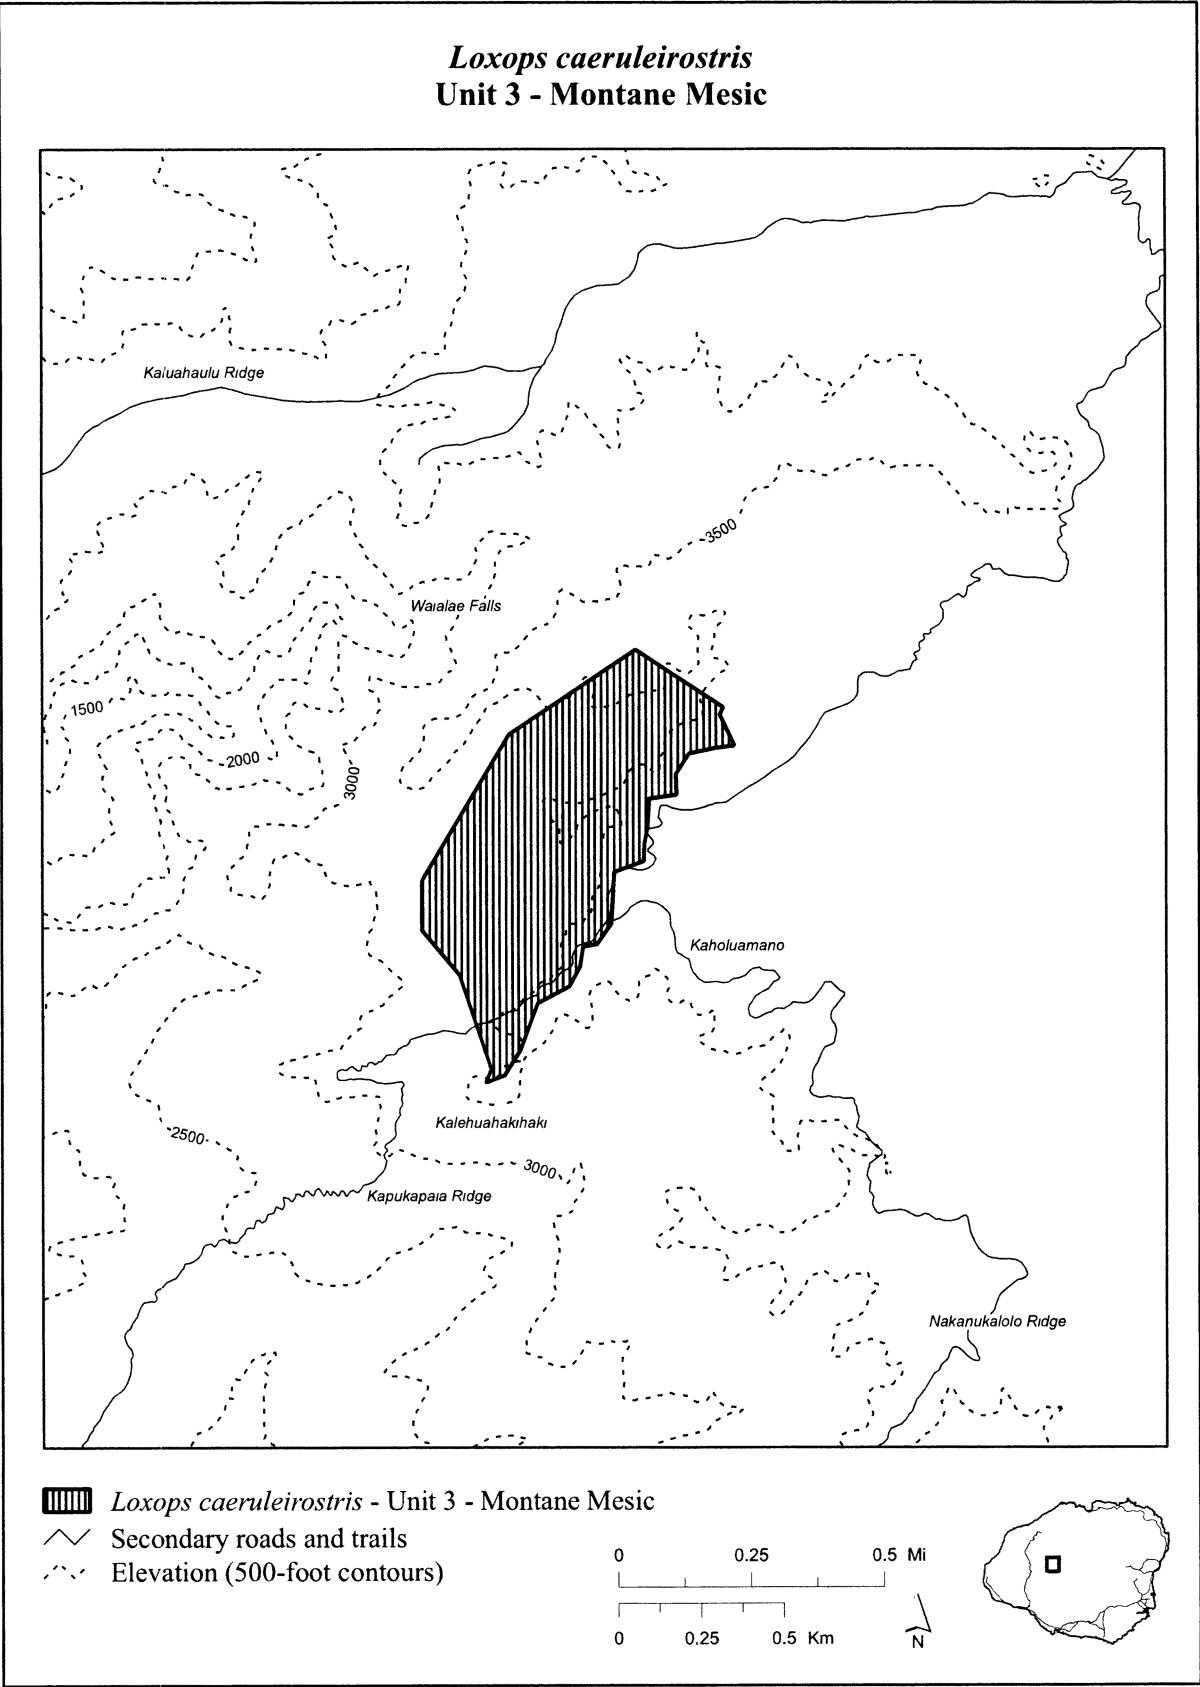 Loxops caeruleirostris
Unit 3 - Montane Mesic
Kaluahaulu Ridge
3500
Waialae Falls
1500
2000
3000
Kaholuamano
Kalehuahakihaki
2500
3000
Kapukapaia Ridge
Nakanukalolo Ridge
Loxops caeruleirostris - Unit 3 - Montane Mesic
Secondary roads and trails
Elevation (500-foot contours)
0 0.25 0.5 Mi
0 0.25 0.5 Km
N